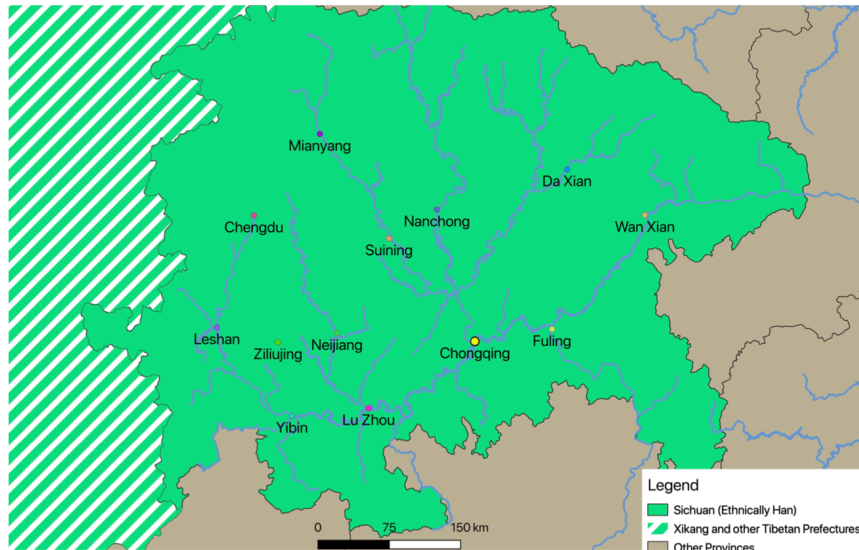 Mianyang
Da Xian
Chengdu
Nanchong
Wan Xian
Suining
Leshan
Ziliujing
Neijiang
Chongqing
Fuling
Yibin
Lu Zhou
0 75 150 km
Legend
Sichuan (Ethnically Han)
Xikang and other Tibetan Prefectures
Other Provinces